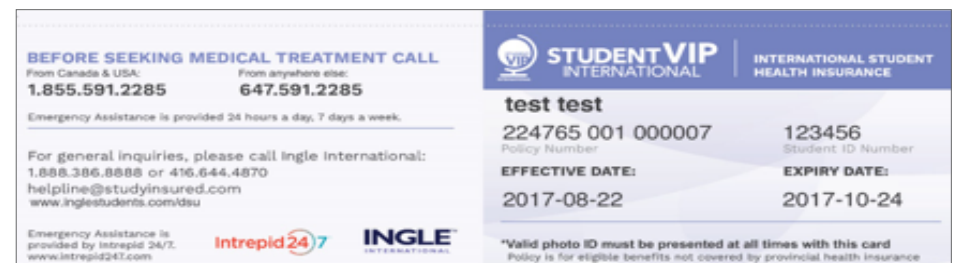 BEFORE SEEKING MEDICAL TREATMENT CALL
From Canada & USA: From anywhere else:
1.855.591.2285 647.591.2285
Emergency Assistance is provided 24 hours a day, 7 days a week.
For general inquiries, please call Ingle International:
1.888.386.8888 or 416.644.4870
helpline@studyinsured.com
www.inglestudents.com/dsu
Emergency Assistance is
provided by Intrepid 24/7.
www.intrepid247.com
Intrepid 24/7
INGLE
INTERNATIONAL
VIP
STUDENT VIP
INTERNATIONAL
INTERNATIONAL STUDENT
HEALTH INSURANCE
test test
224765 001 000007 123456
Policy Number Student ID Number
EFFECTIVE DATE: EXPIRY DATE:
2017-08-22 2017-10-24
*Valid photo ID must be presented at all times with this card
Policy is for eligible benefits not covered by provincial health insurance